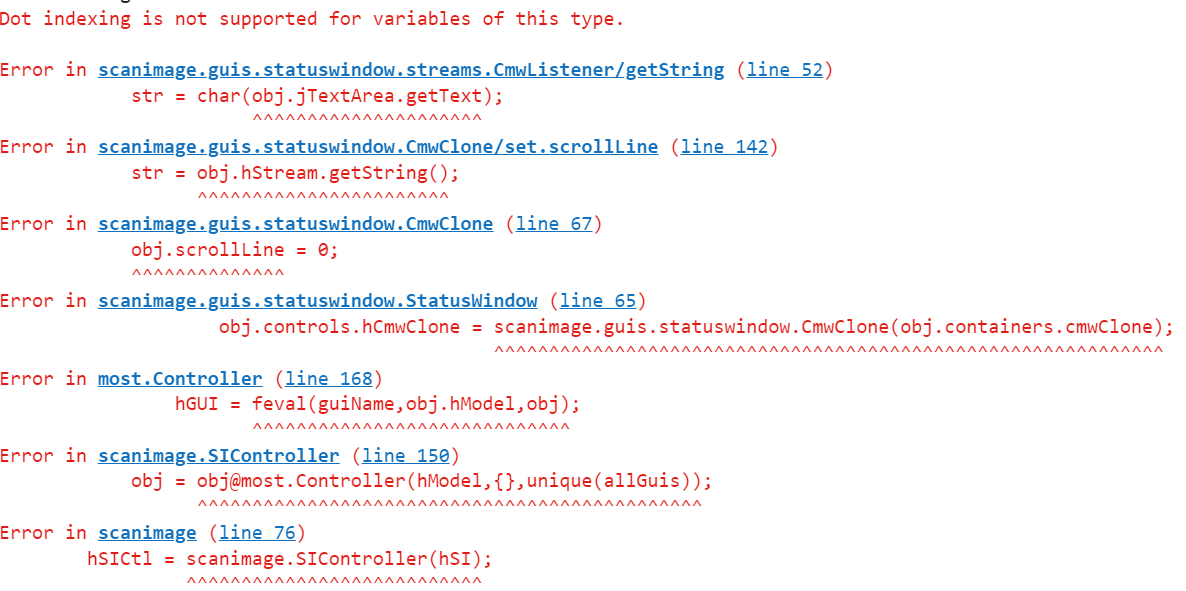 Dot indexing is not supported for variables of this type.
Error in scanimage.guis.statuswindow.streams.CmwListener/getString (line 52)
str = char(obj.jTextArea.getText);
^^^^^^^^^^^^^^^^^^^^^
Error in scanimage.guis.statuswindow.CmwClone/set.scrollLine (line 142)
str = obj.hStream.getString();
^^^^^^^^^^^^^^^^^^^^^^^
Error in scanimage.guis.statuswindow.CmwClone (line 67)
obj.scrollLine = 0;
^^^^^^^^^^^^^^
Error in scanimage.guis.statuswindow.StatusWindow (line 65)
obj.controls.hCmwClone = scanimage.guis.statuswindow.CmwClone(obj.containers.cmwClone);
^^^^^^^^^^^^^^^^^^^^^^^^^^^^^^^^^^^^^^^^^^^^^^^^^^^^^^^^^^^^^
Error in most.Controller (line 168)
hGUI = feval(guiName,obj.hModel,obj);
^^^^^^^^^^^^^^^^^^^^^^^^^^^^^
Error in scanimage.SIController (line 150)
obj = obj@most.Controller(hModel,{},unique(allGuis));
^^^^^^^^^^^^^^^^^^^^^^^^^^^^^^^^^^^^^^^^^^^^^^
Error in scanimage (line 76)
hSICtl = scanimage.SIController(hSI);
^^^^^^^^^^^^^^^^^^^^^^^^^^^